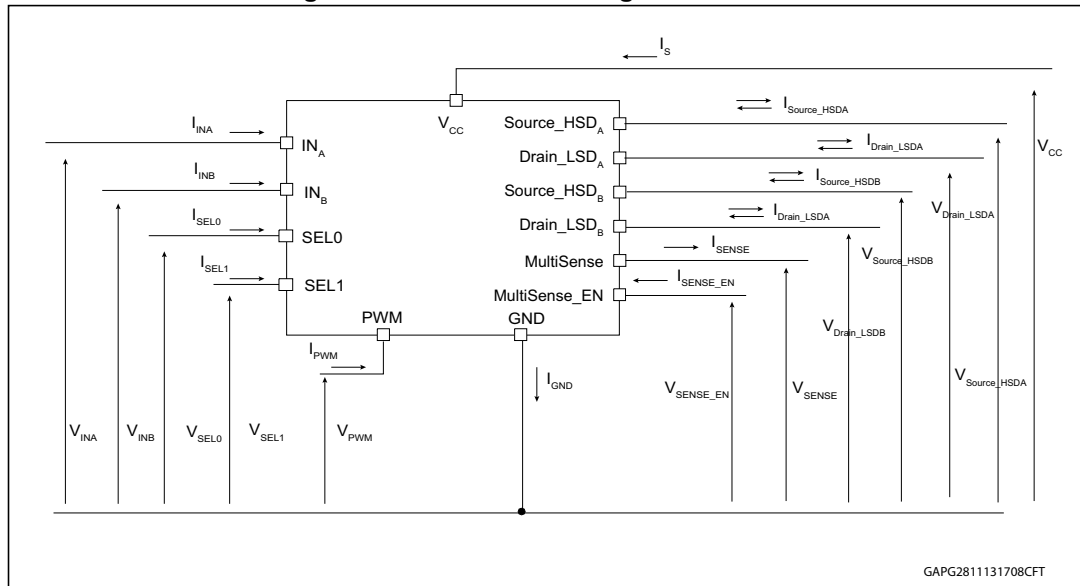 I_S
V_CC
I_INA
IN_A
I_INB
IN_B
I_SEL0
SEL0
I_SEL1
SEL1
PWM
GND
Source_HSD_A
Drain_LSD_A
Source_HSD_B
Drain_LSD_B
MultiSense
MultiSense_EN
I_Source_HSDA
I_Drain_LSDA
I_Source_HSDB
I_Drain_LSDA
I_SENSE
I_SENSE_EN
V_CC
V_Drain_LSDA
V_Source_HSDB
V_Drain_LSDB
V_Source_HSDA
V_SENSE_EN
V_SENSE
I_PWM
I_GND
V_INA
V_INB
V_SEL0
V_SEL1
V_PWM
GAPG2811131708CFT